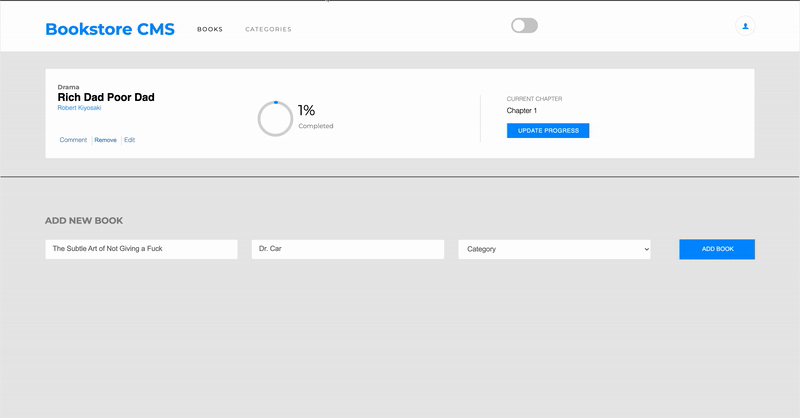 Bookstore CMS
BOOKS
CATEGORIES
Drama
Rich Dad Poor Dad
Robert Kiyosaki
Comment
Remove
Edit
1%
Completed
CURRENT CHAPTER
Chapter 1
UPDATE PROGRESS
ADD NEW BOOK
The Subtle Art of Not Giving a Fuck
Dr. Car
Category
ADD BOOK